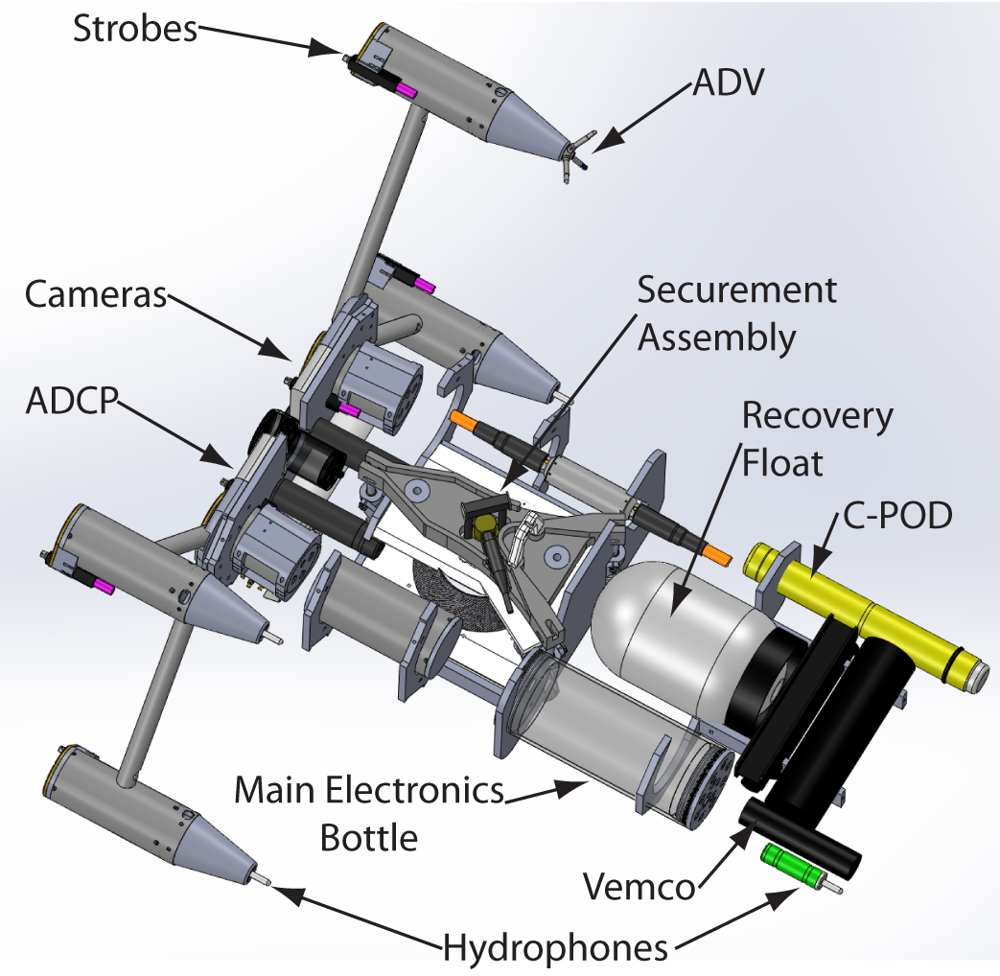 Strobes
ADV
Cameras
Securement
Assembly
ADCP
Recovery
Float
C-POD
Main Electronics
Bottle
Vemco
Hydrophones